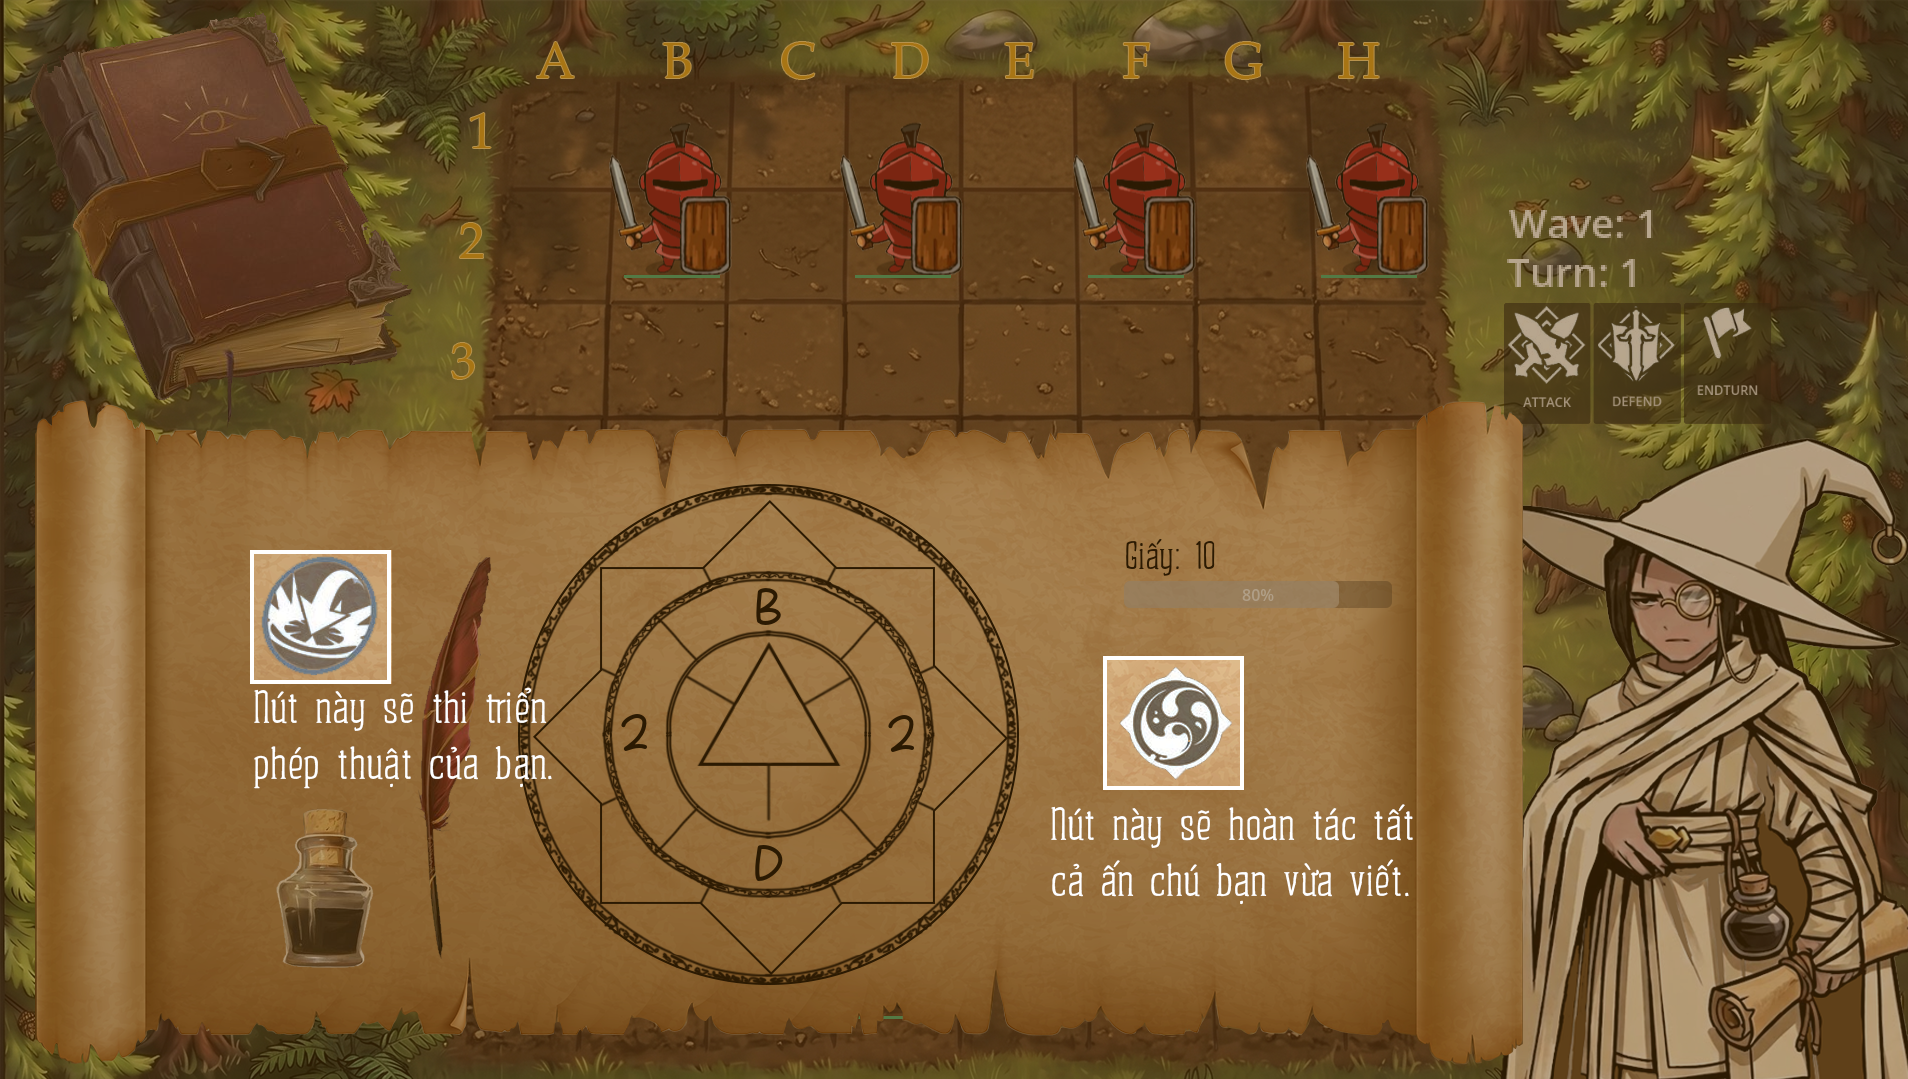 A B C D E F G H
1
2
3
Wave: 1
Turn: 1
ATTACK
DEFEND
ENDTURN
Giấy: 10
80%
B
2
2
D
Nút này sẽ thi triển
phép thuật của bạn.
Nút này sẽ hoàn tác tất
cả ấn chú bạn vừa viết.